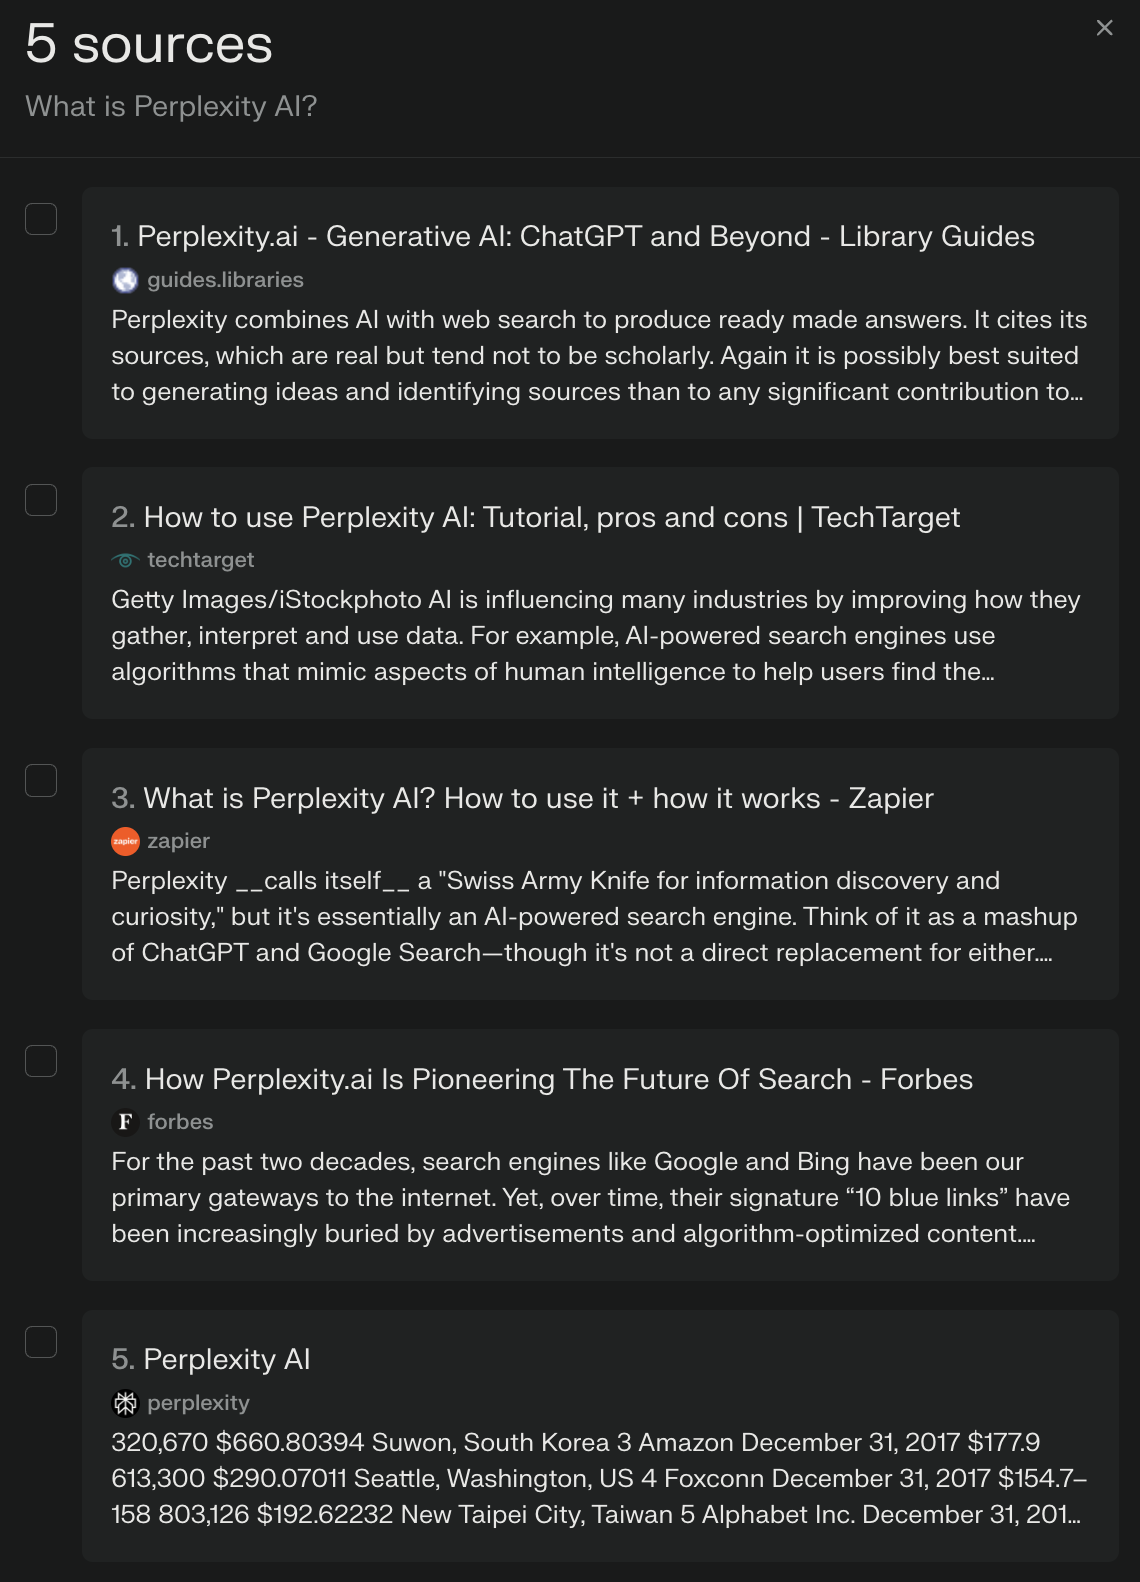 5 sources
What is Perplexity AI?
1. Perplexity.ai - Generative AI: ChatGPT and Beyond - Library Guides
guides.libraries
Perplexity combines AI with web search to produce ready made answers. It cites its
sources, which are real but tend not to be scholarly. Again it is possibly best suited
to generating ideas and identifying sources than to any significant contribution to...
2. How to use Perplexity AI: Tutorial, pros and cons | TechTarget
techtarget
Getty Images/iStockphoto AI is influencing many industries by improving how they
gather, interpret and use data. For example, AI-powered search engines use
algorithms that mimic aspects of human intelligence to help users find the...
3. What is Perplexity AI? How to use it + how it works - Zapier
zapier zapier
Perplexity __calls itself__ a "Swiss Army Knife for information discovery and
curiosity," but it's essentially an AI-powered search engine. Think of it as a mashup
of ChatGPT and Google Search—though it's not a direct replacement for either....
4. How Perplexity.ai Is Pioneering The Future Of Search - Forbes
F forbes
For the past two decades, search engines like Google and Bing have been our
primary gateways to the internet. Yet, over time, their signature “10 blue links” have
been increasingly buried by advertisements and algorithm-optimized content....
5. Perplexity AI
perplexity
320,670 $660.80394 Suwon, South Korea 3 Amazon December 31, 2017 $177.9
613,300 $290.07011 Seattle, Washington, US 4 Foxconn December 31, 2017 $154.7–
158 803,126 $192.62232 New Taipei City, Taiwan 5 Alphabet Inc. December 31, 201...